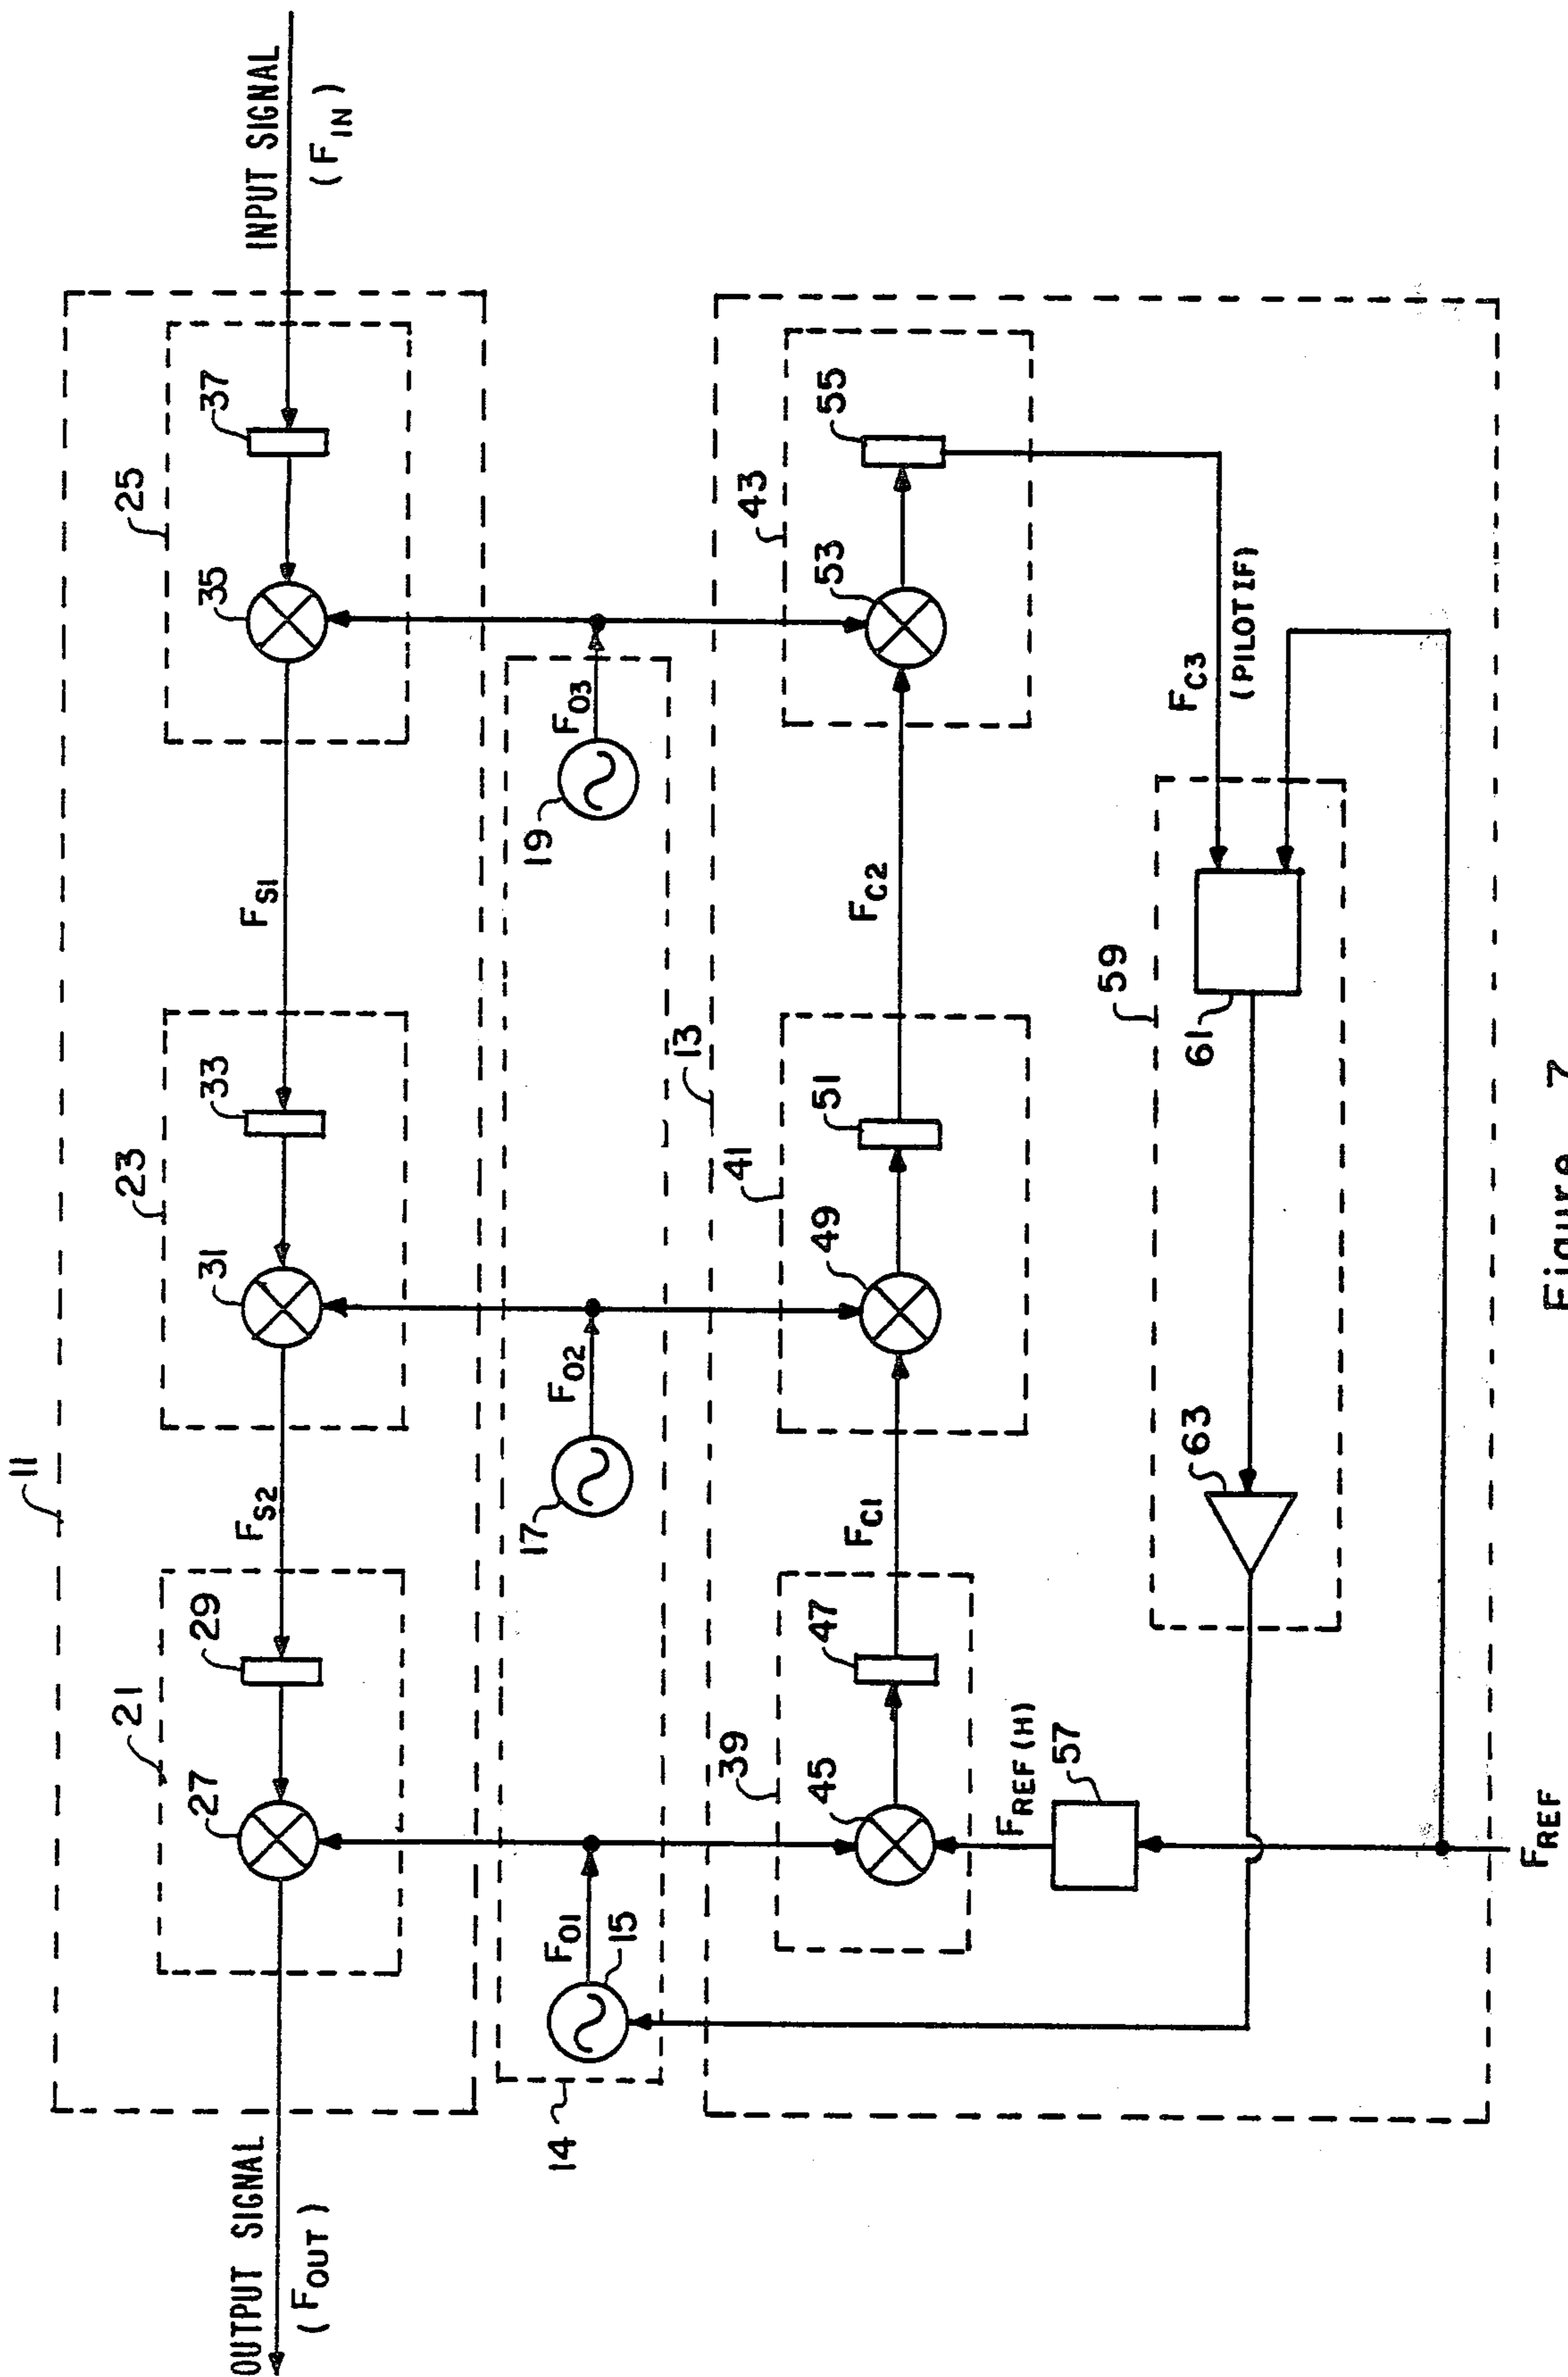 11
INPUT SIGNAL
(F_IN)
OUTPUT SIGNAL
(F_OUT)
21
27
29
F_S2
23
31
33
F_S1
25
35
37
14
F_O1
15
17
F_O2
19
F_O3
13
39
45
47
F_C1
41
49
51
F_C2
43
53
55
F_REF(H)
57
59
61
63
F_C3
(PILOT IF)
F_REF
Figure 7